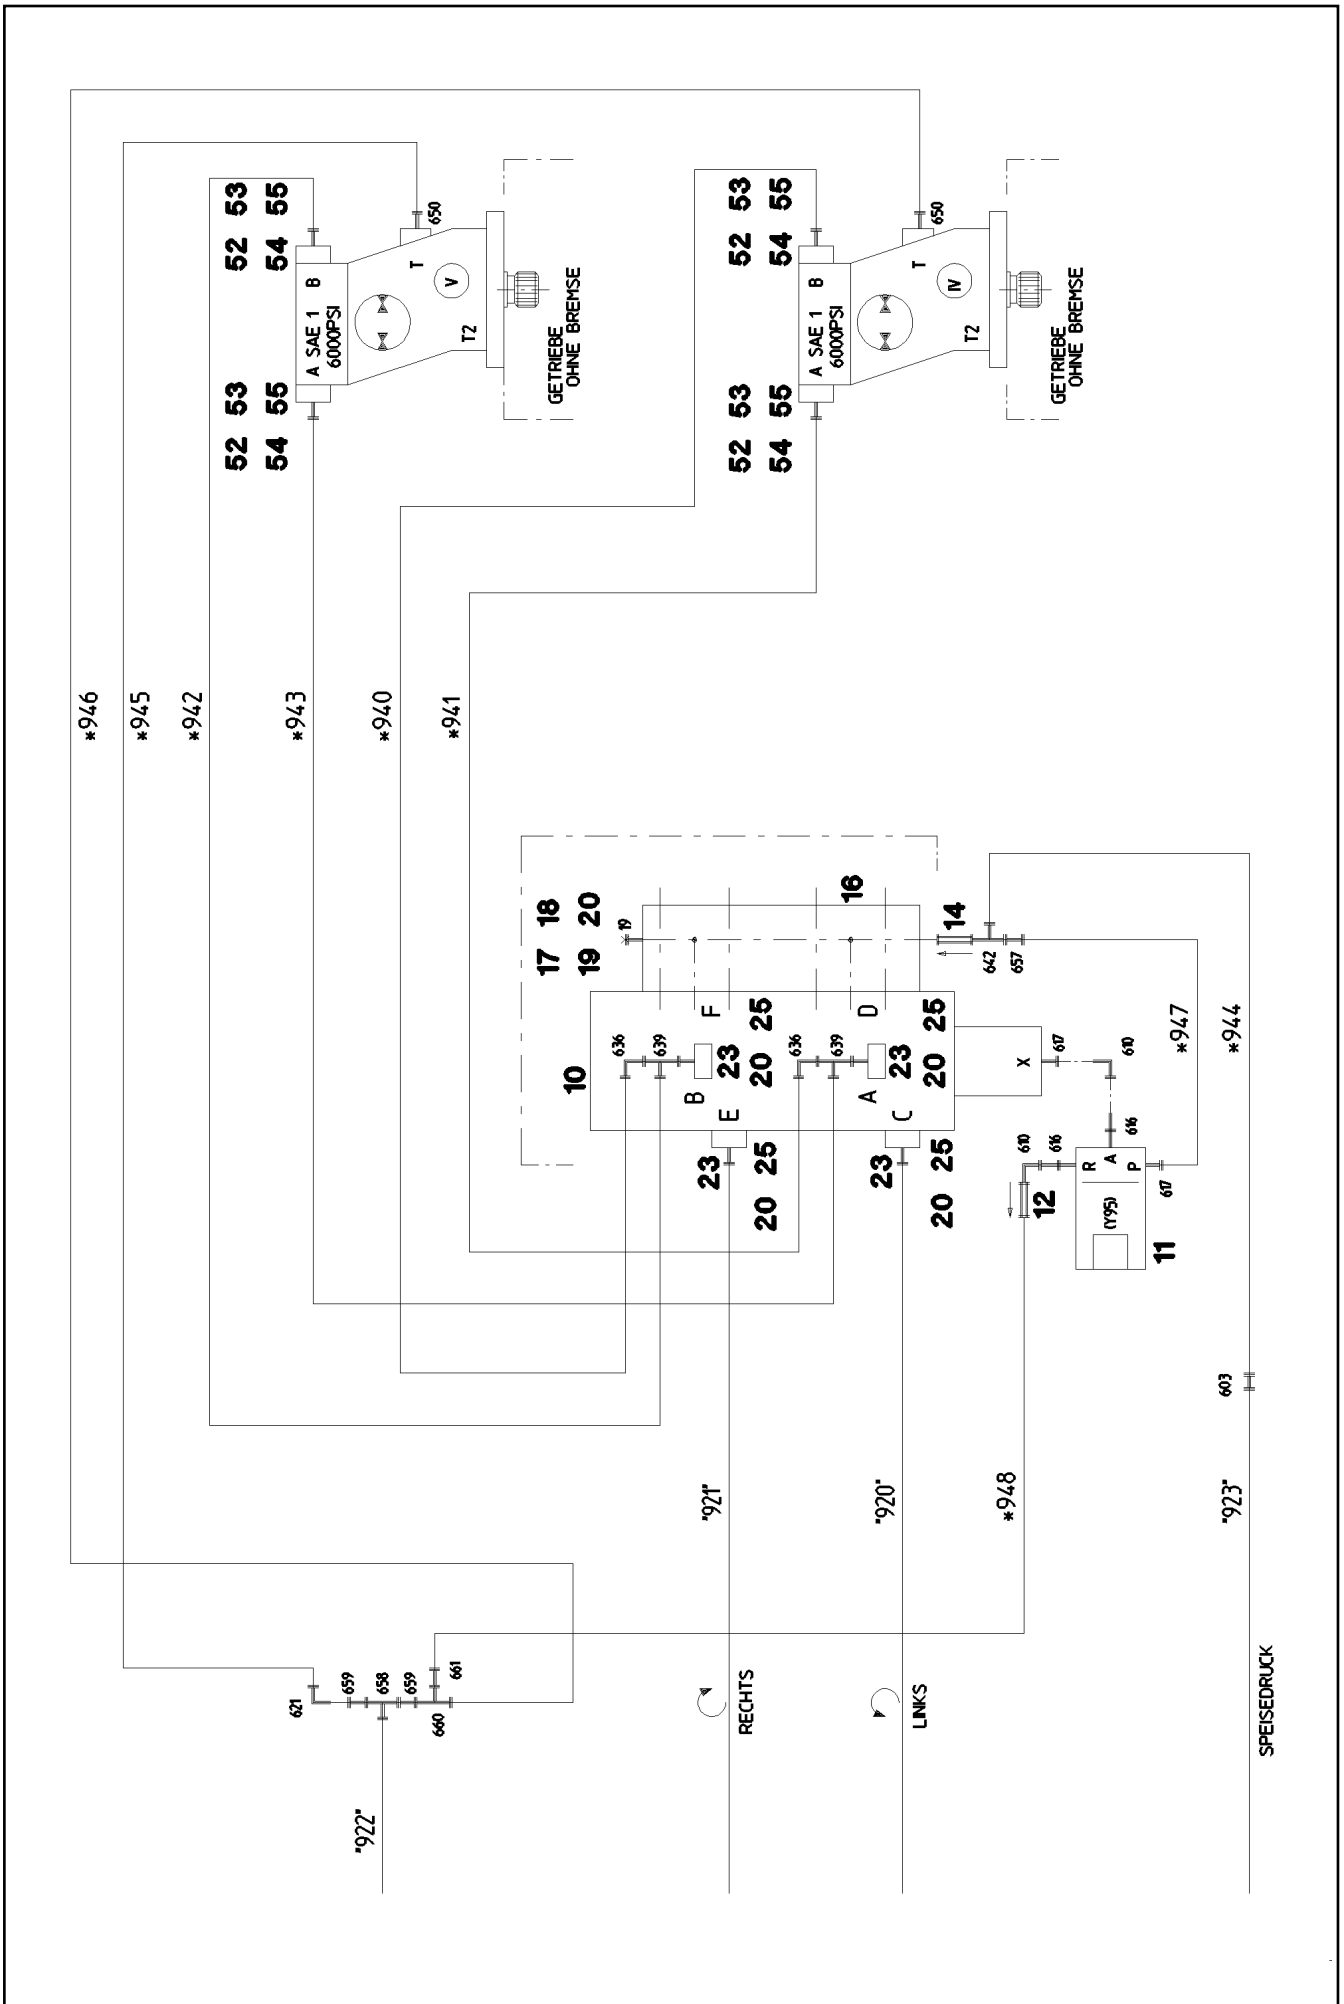 *946
*945
*942
52 53
54 55
52 53
54 55
A SAE 1 B
6000PSI
T
650
V
T2
GETRIEBE
OHNE BREMSE
*943
*940
*941
52 53
54 55
52 53
54 55
A SAE 1 B
6000PSI
T
650
IV
T2
GETRIEBE
OHNE BREMSE
621
659
658
659
660
661
"922"
17 18
19 20
19
10
636
639
B
F
E
23
20 25
23
20 25
16
636
639
A
D
C
23
20 25
23
20 25
14
642
657
X
617
610
616
610
616
12
R
A
P
(Y95)
617
11
*947
*944
"921"
RECHTS
"920"
LINKS
*948
603
"923"
SPEISEDRUCK